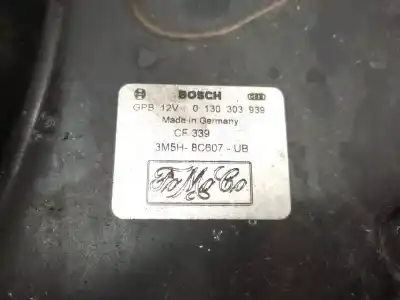 BOSCH
GPB 12V 0 130 303 939
Made in Germany
CF 339
3M5H- 8C607 - UB
FoMoCo